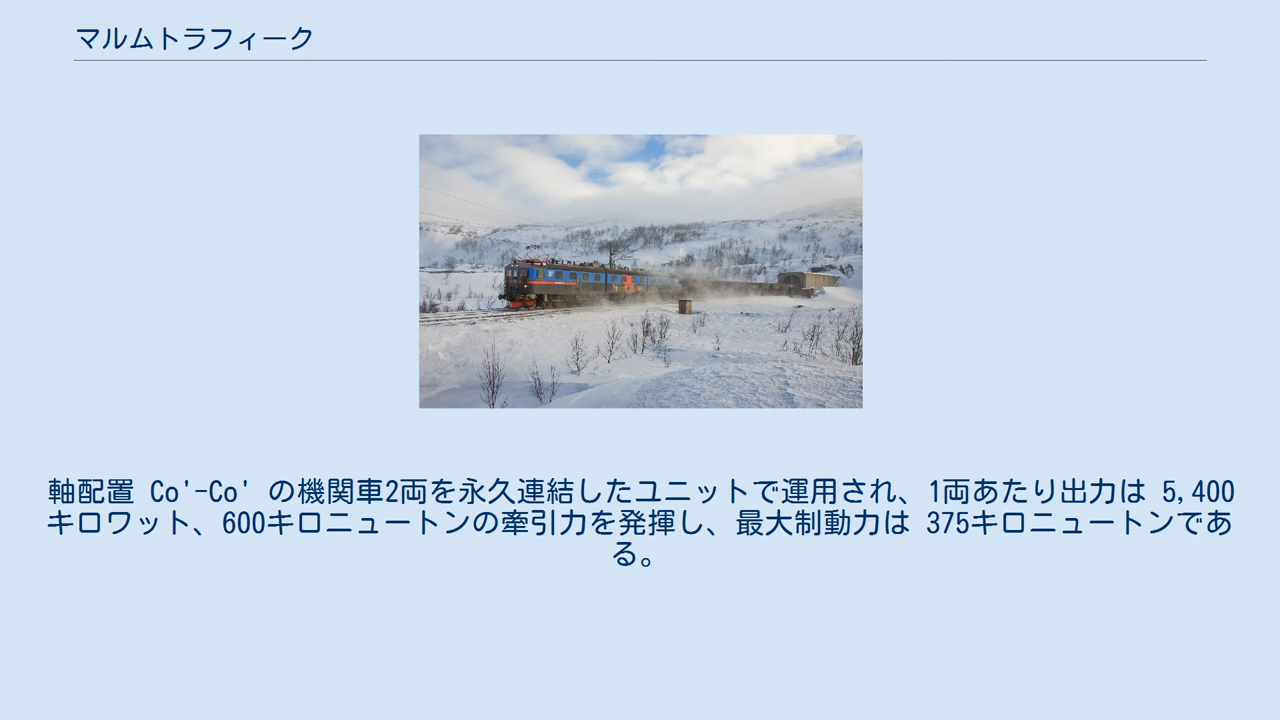 マルムトラフィーク
軸配置 Co'-Co' の機関車2両を永久連結したユニットで運用され、1両あたり出力は 5,400
キロワット、600キロニュートンの牽引力を発揮し、最大制動力は 375キロニュートンであ
る。